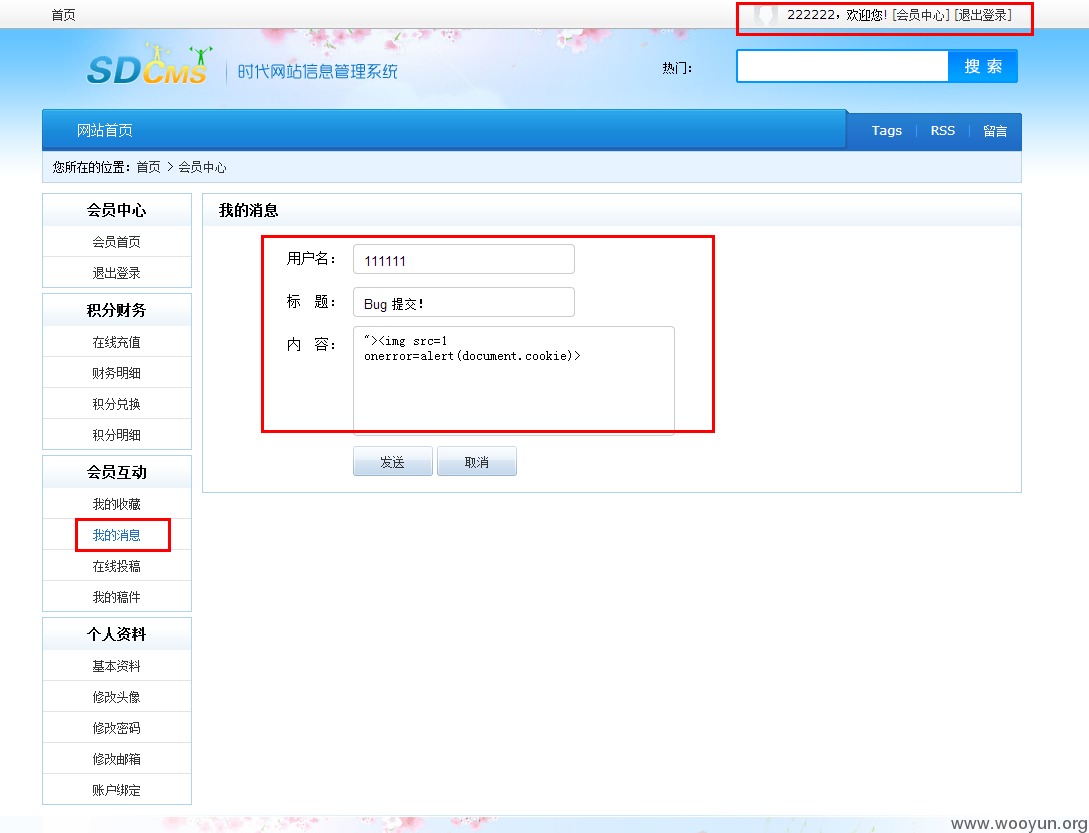 首页
222222，欢迎您! [会员中心] [退出登录]
SDCMS 时代网站信息管理系统
热门：
搜 索
网站首页
Tags RSS 留言
您所在的位置：首页 > 会员中心
会员中心
会员首页
退出登录
积分财务
在线充值
财务明细
积分兑换
积分明细
会员互动
我的收藏
我的消息
在线投稿
我的稿件
个人资料
基本资料
修改头像
修改密码
修改邮箱
账户绑定
我的消息
用户名： 111111
标 题： Bug 提交!
内 容： "><img src=1
onerror=alert(document.cookie)>
发送 取消
www.wooyun.org